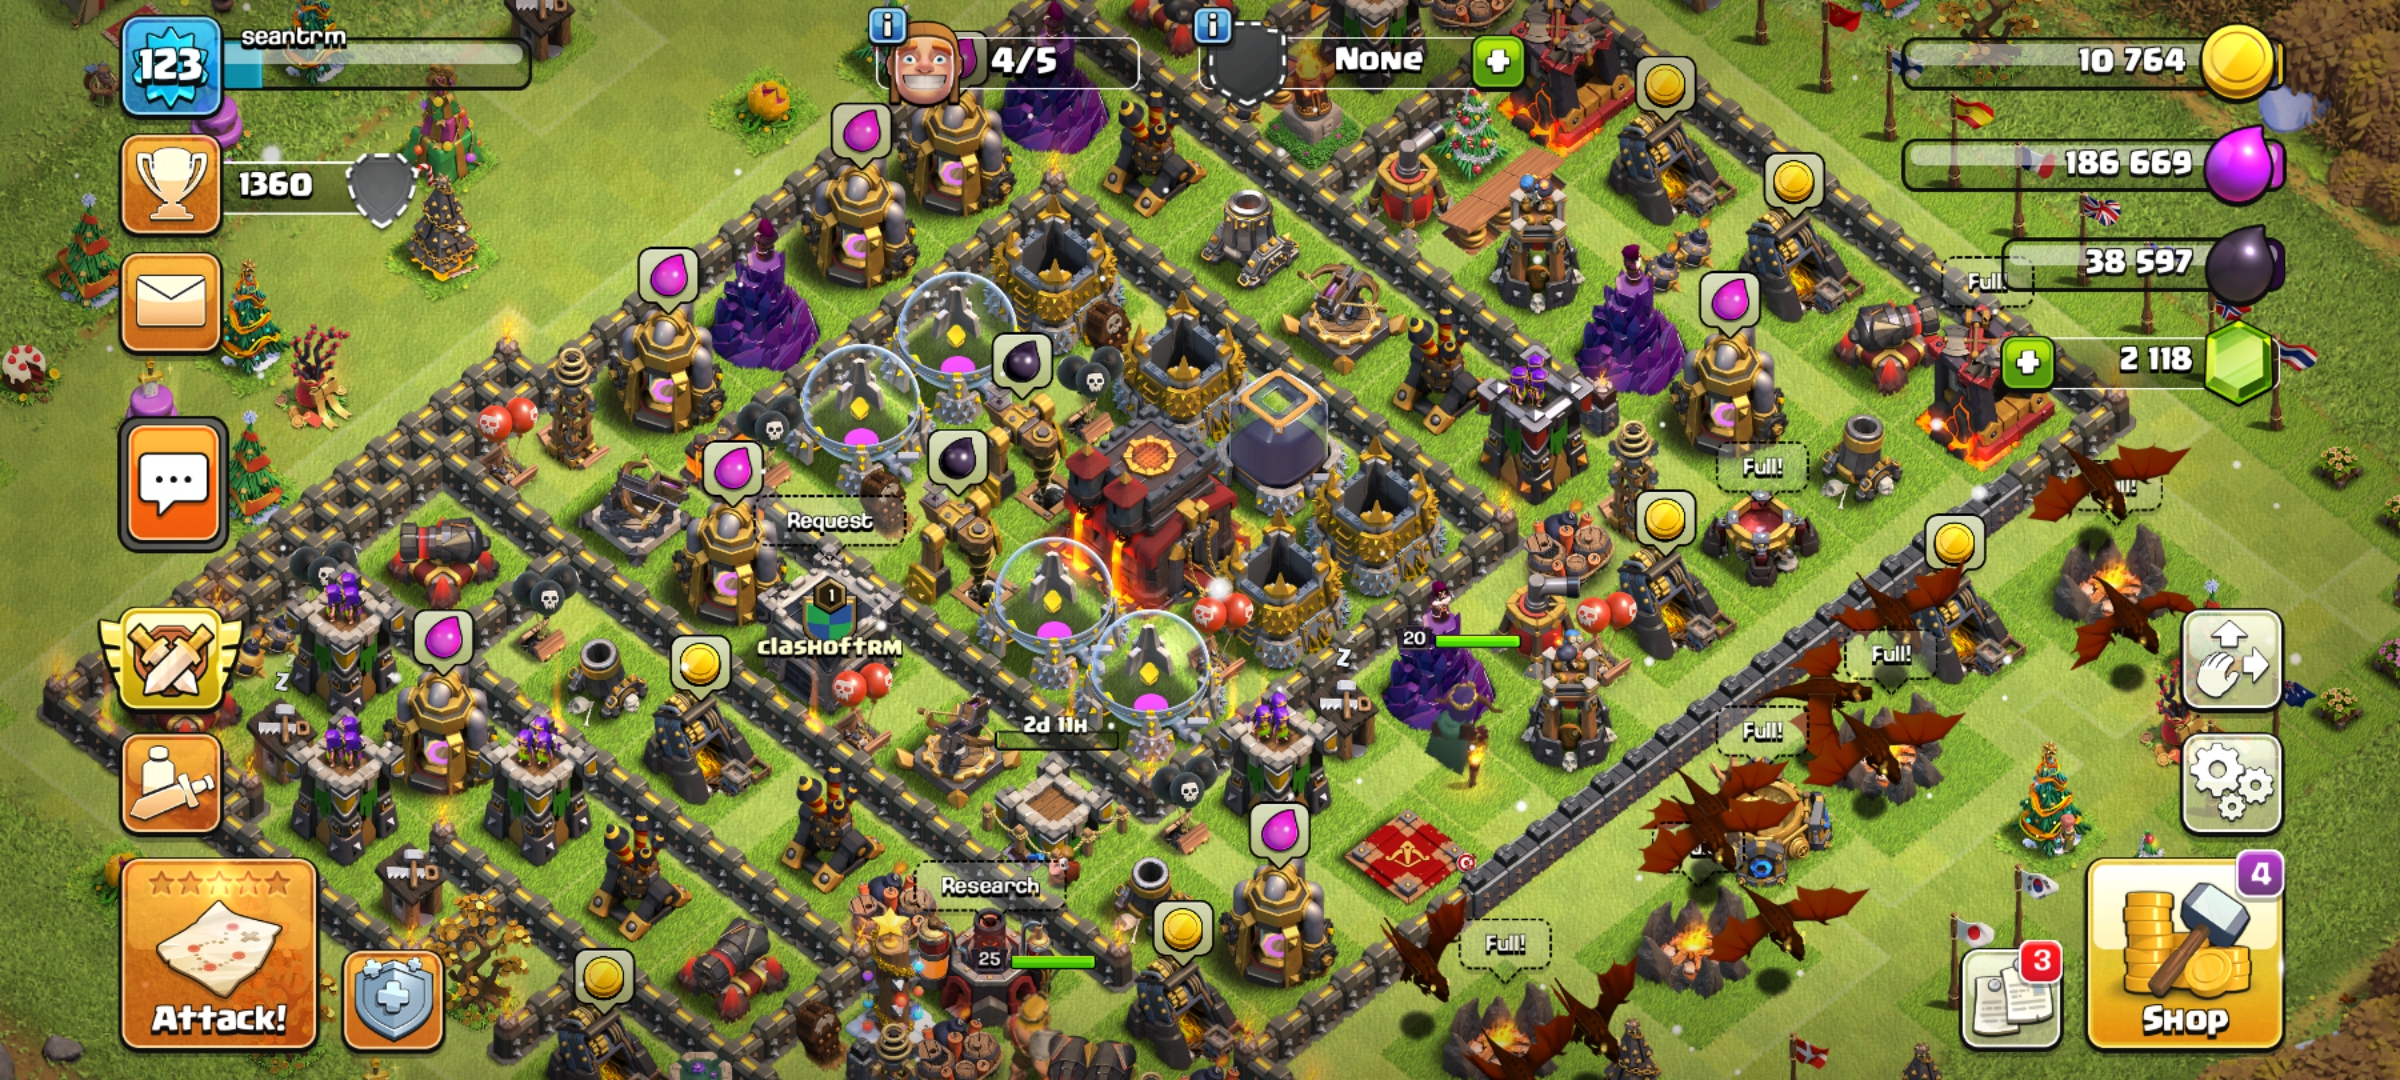 123
seantrm
4/5
None
10 764
1360
186 669
38 597
Full!
2 118
Full!
Request
1
clashoftrm
20
Full!
z
z
2d 11h
Full!
Research
4
Full!
25
3
Attack!
Shop